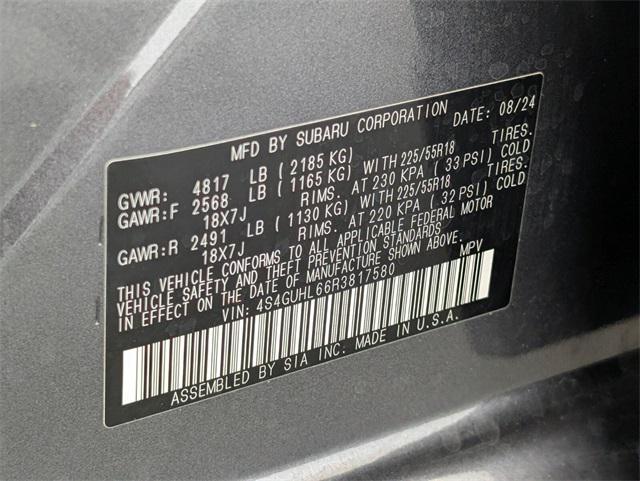 MFD BY SUBARU CORPORATION DATE: 08/24
GVWR: 4817 LB ( 2185 KG)
GAWR:F 2568 LB ( 1165 KG) WITH 225/55R18 TIRES.
18X7J RIMS. AT 230 KPA ( 33 PSI) COLD
GAWR:R 2491 LB ( 1130 KG) WITH 225/55R18 TIRES.
18X7J RIMS. AT 220 KPA ( 32 PSI) COLD
THIS VEHICLE CONFORMS TO ALL APPLICABLE FEDERAL MOTOR
VEHICLE SAFETY AND THEFT PREVENTION STANDARDS
IN EFFECT ON THE DATE OF MANUFACTURE SHOWN ABOVE.
VIN: 4S4GUHL66R3817580 MPV
ASSEMBLED BY SIA INC. MADE IN U.S.A.